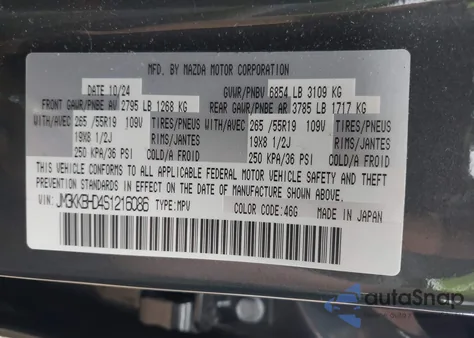 MFD. BY MAZDA MOTOR CORPORATION
DATE 10/24 GVWR/PNBV 6854 LB 3109 KG
FRONT GAWR/PNBE AV 2795 LB 1268 KG REAR GAWR/PNBE AR 3785 LB 1717 KG
WITH/AVEC 265 /55R19 109V TIRES/PNEUS WITH/AVEC 265 /55R19 109V TIRES/PNEUS
19X8 1/2J RIMS/JANTES 19X8 1/2J RIMS/JANTES
250 KPA/36 PSI COLD/A FROID 250 KPA/36 PSI COLD/A FROID
THIS VEHICLE CONFORMS TO ALL APPLICABLE FEDERAL MOTOR VEHICLE SAFETY AND THEFT
PREVENTION STANDARDS IN EFFECT ON THE DATE OF MANUFACTURE SHOWN ABOVE.
VIN: JM3KKBHD4S1216086 TYPE:MPV COLOR CODE:46G MADE IN JAPAN
autoSnap